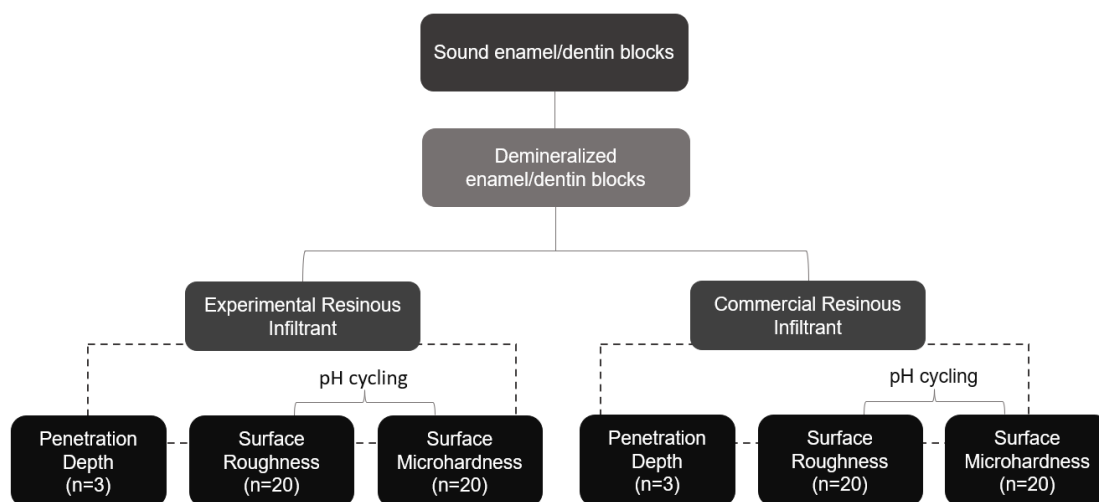 Sound enamel/dentin blocks
Demineralized
enamel/dentin blocks
Experimental Resinous
Infiltrant
Commercial Resinous
Infiltrant
pH cycling
pH cycling
Penetration
Depth
(n=3)
Surface
Roughness
(n=20)
Surface
Microhardness
(n=20)
Penetration
Depth
(n=3)
Surface
Roughness
(n=20)
Surface
Microhardness
(n=20)